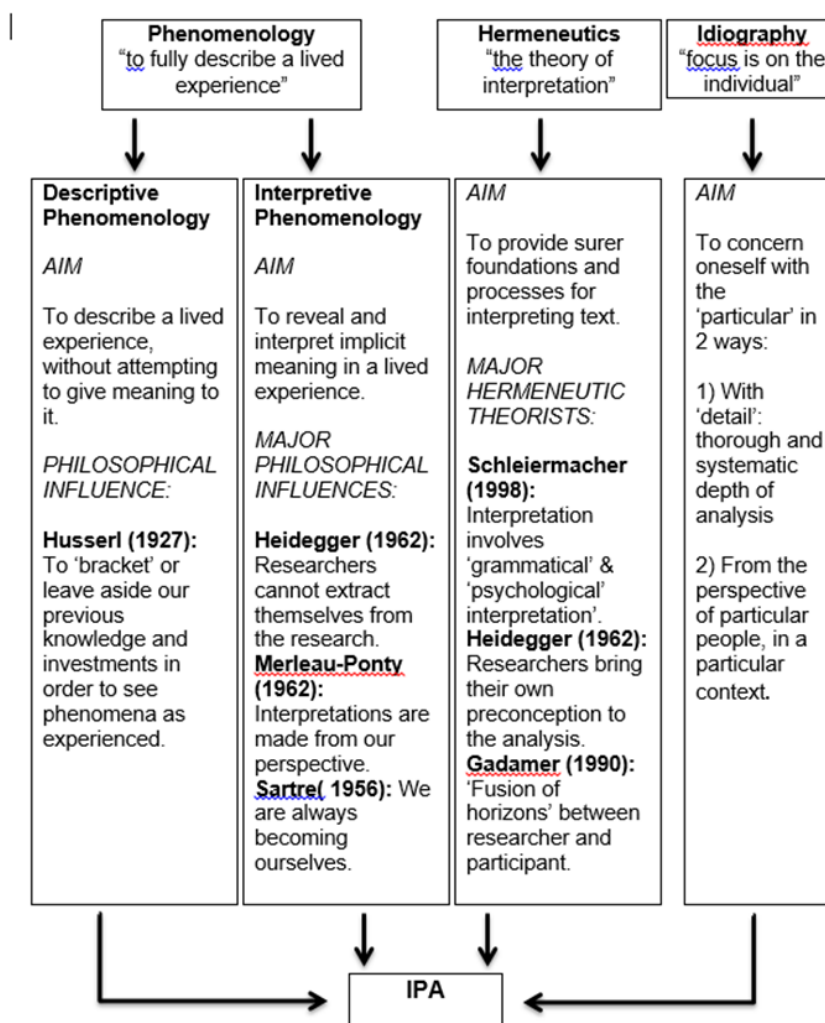 Phenomenology
“to fully describe a lived
experience”
Hermeneutics
“the theory of
interpretation”
Idiography
“focus is on the
individual”
Descriptive
Phenomenology
AIM
To describe a lived
experience,
without attempting
to give meaning to
it.
PHILOSOPHICAL
INFLUENCE:
Husserl (1927):
To ‘bracket’ or
leave aside our
previous
knowledge and
investments in
order to see
phenomena as
experienced.
Interpretive
Phenomenology
AIM
To reveal and
interpret implicit
meaning in a lived
experience.
MAJOR
PHILOSOPHICAL
INFLUENCES:
Heidegger (1962):
Researchers
cannot extract
themselves from
the research.
Merleau-Ponty
(1962):
Interpretations are
made from our
perspective.
Sartre( 1956): We
are always
becoming
ourselves.
AIM
To provide surer
foundations and
processes for
interpreting text.
MAJOR
HERMENEUTIC
THEORISTS:
Schleiermacher
(1998):
Interpretation
involves
‘grammatical’ &
‘psychological’
interpretation’.
Heidegger (1962):
Researchers bring
their own
preconception to
the analysis.
Gadamer (1990):
‘Fusion of
horizons’ between
researcher and
participant.
AIM
To concern
oneself with
the
‘particular’ in
2 ways:
1) With
‘detail’:
thorough and
systematic
depth of
analysis
2) From the
perspective
of particular
people, in a
particular
context.
IPA